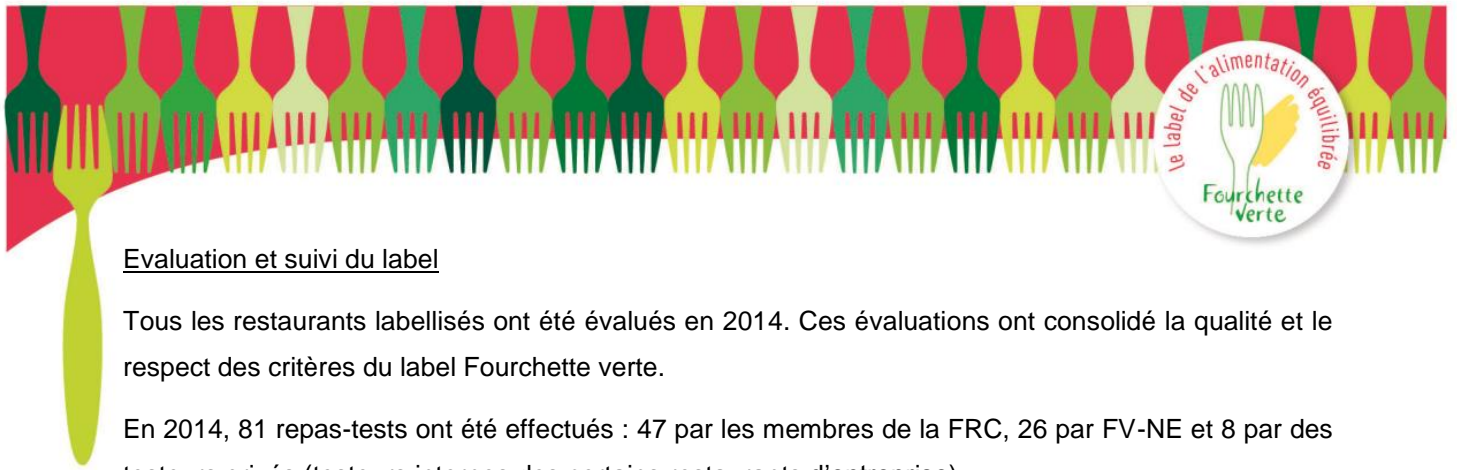 Le label de l'alimentation équilibrée
Fourchette
verte
Evaluation et suivi du label
Tous les restaurants labellisés ont été évalués en 2014. Ces évaluations ont consolidé la qualité et le
respect des critères du label Fourchette verte.
En 2014, 81 repas-tests ont été effectués : 47 par les membres de la FRC, 26 par FV-NE et 8 par des